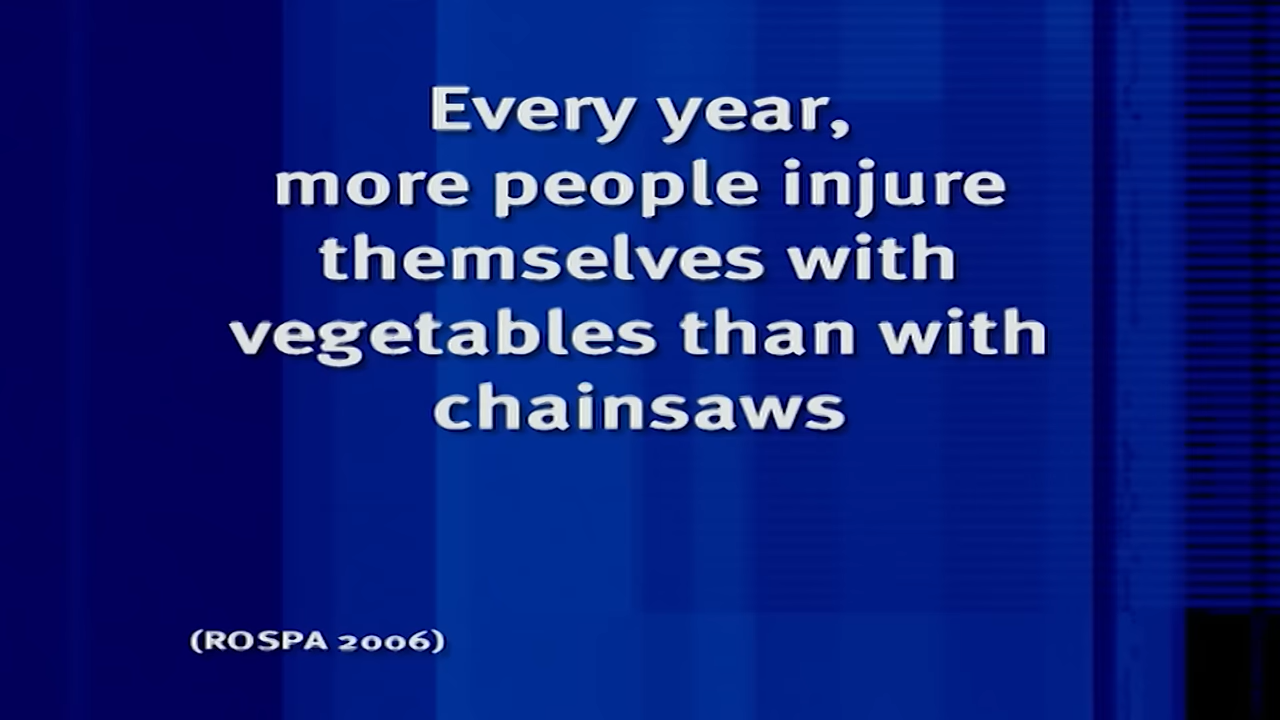 Every year,
more people injure
themselves with
vegetables than with
chainsaws
(ROSPA 2006)